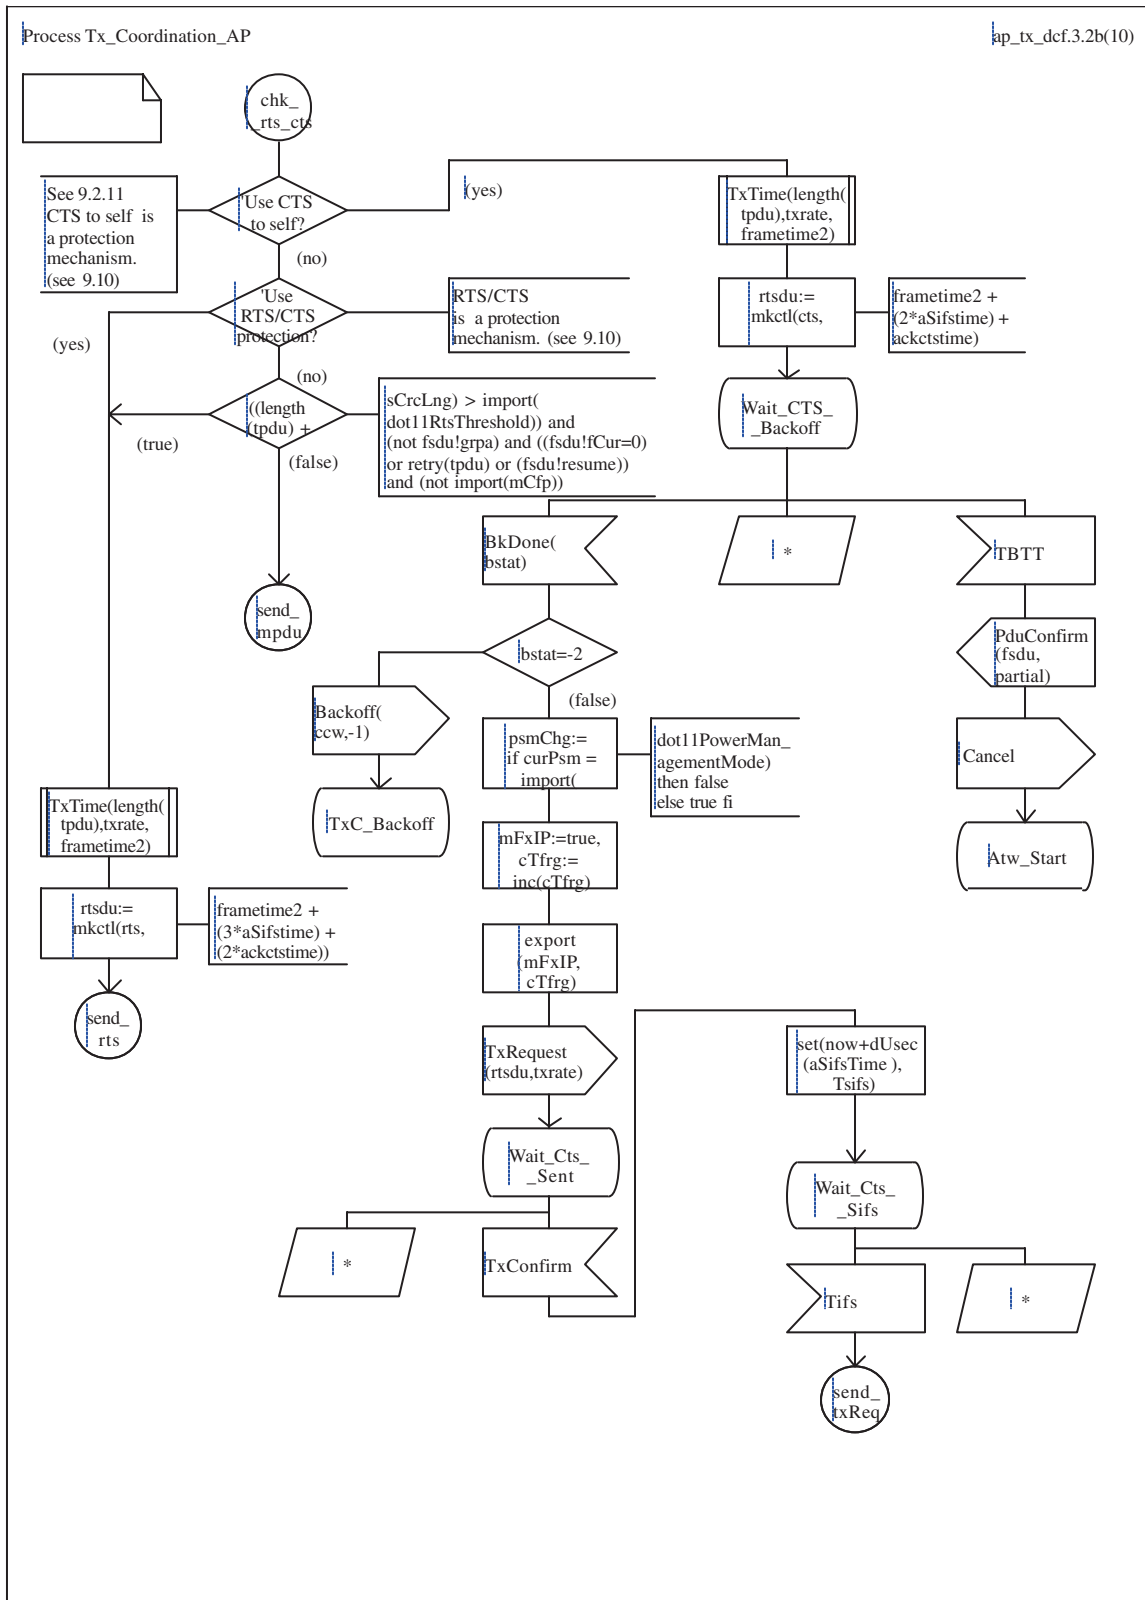 Process Tx_Coordination_AP
ap_tx_dcf.3.2b(10)
chk_
_rts_cts
See 9.2.11
CTS to self is
a protection
mechanism.
(see 9.10)
'Use CTS
to self?
(yes)
(no)
TxTime(length(
tpdu),txrate,
frametime2)
'Use
RTS/CTS
protection?
RTS/CTS
is a protection
mechanism. (see 9.10)
(yes)
(no)
rtsdu:=
mkctl(cts,
frametime2 +
(2*aSifstime) +
ackctstime)
((length
(tpdu) +
(true)
(false)
sCrcLng) > import(
dot11RtsThreshold)) and
(not fsdu!grpa) and ((fsdu!fCur=0)
or retry(tpdu) or (fsdu!resume))
and (not import(mCfp))
Wait_CTS_
_Backoff
BkDone(
bstat)
*
TBTT
send_
mpdu
bstat=-2
(false)
PduConfirm
(fsdu,
partial)
Backoff(
ccw,-1)
psmChg:=
if curPsm =
import(
dot11PowerMan_
agementMode)
then false
else true fi
Cancel
TxC_Backoff
mFxIP:=true,
cTfrg:=
inc(cTfrg)
Atw_Start
TxTime(length(
tpdu),txrate,
frametime2)
rtsdu:=
mkctl(rts,
frametime2 +
(3*aSifstime) +
(2*ackctstime))
export
(mFxIP,
cTfrg)
send_
rts
TxRequest
(rtsdu,txrate)
set(now+dUsec
(aSifsTime ),
Tsifs)
Wait_Cts_
_Sent
Wait_Cts_
_Sifs
*
TxConfirm
Tifs
*
send_
txReq